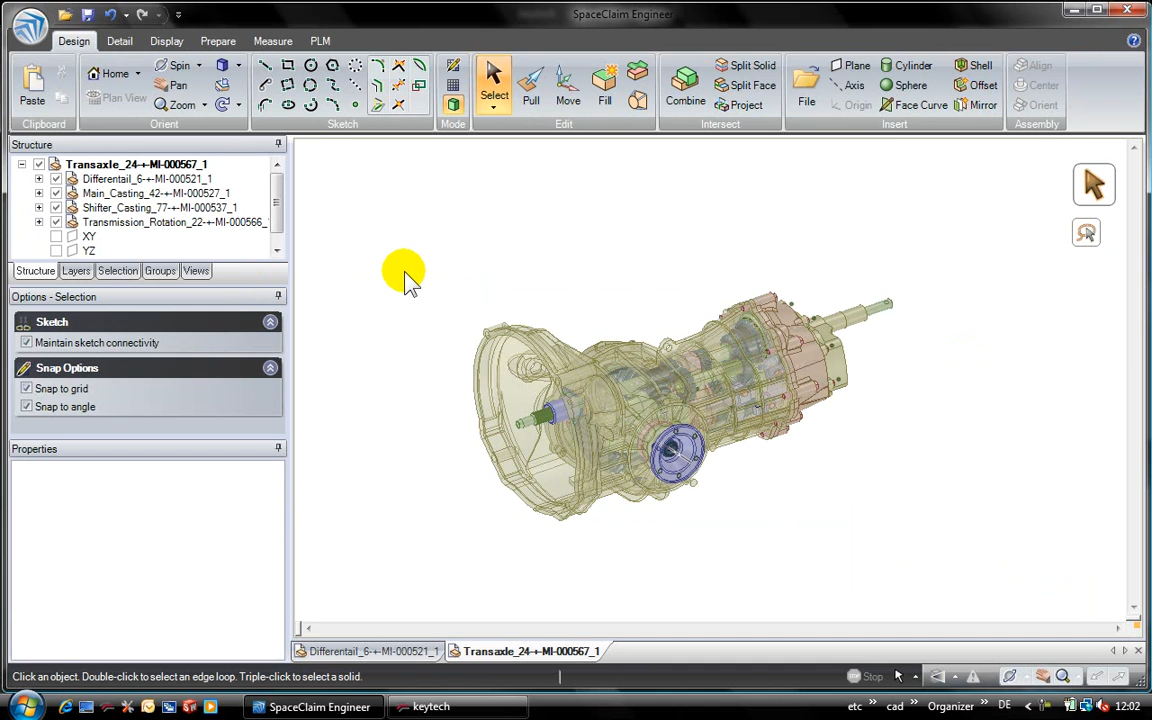 SpaceClaim Engineer
Design Detail Display Prepare Measure PLM
Paste
Clipboard
Home Spin
Plan View Pan
Zoom
Orient
Sketch
Mode
Select Pull Move Fill
Edit
Combine
Split Solid
Split Face
Project
Intersect
File
Plane Cylinder Shell
Axis Sphere Offset
Origin Face Curve Mirror
Insert
Align
Center
Orient
Assembly
Structure
Transaxle_24-+-MI-000567_1
Differentail_6-+-MI-000521_1
Main_Casting_42-+-MI-000527_1
Shifter_Casting_77-+-MI-000537_1
Transmission_Rotation_22-+-MI-000566_
XY
YZ
Structure Layers Selection Groups Views
Options - Selection
Sketch
Maintain sketch connectivity
Snap Options
Snap to grid
Snap to angle
Properties
Differentail_6-+-MI-000521_1 Transaxle_24-+-MI-000567_1
Click an object. Double-click to select an edge loop. Triple-click to select a solid.
Stop
SpaceClaim Engineer keytech etc » cad » Organizer » DE 12:02